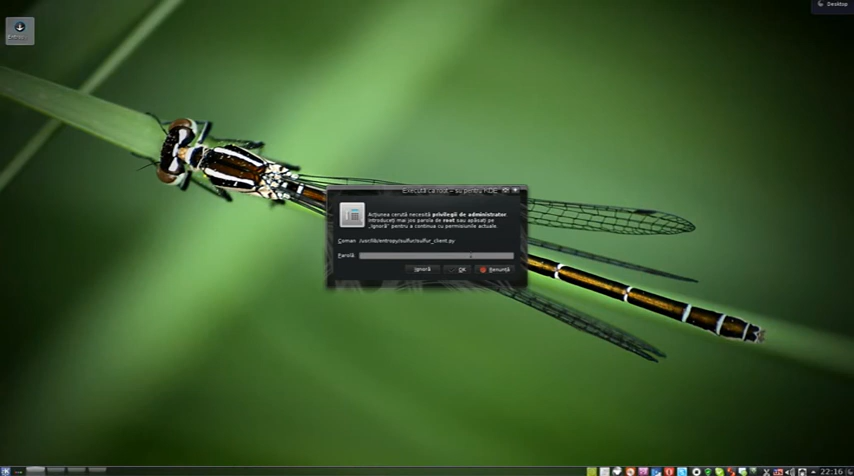 Desktop
Execută ca root – su pentru KDE
Acțiunea cerută necesită privilegii de administrator.
Introduceți mai jos parola de root sau apăsați pe
„Ignoră” pentru a continua cu permisiunile actuale.
Coman /usr/lib/entropy/sulfur/sulfur_client.py
Parolă
Ignoră OK Renunță
22:16